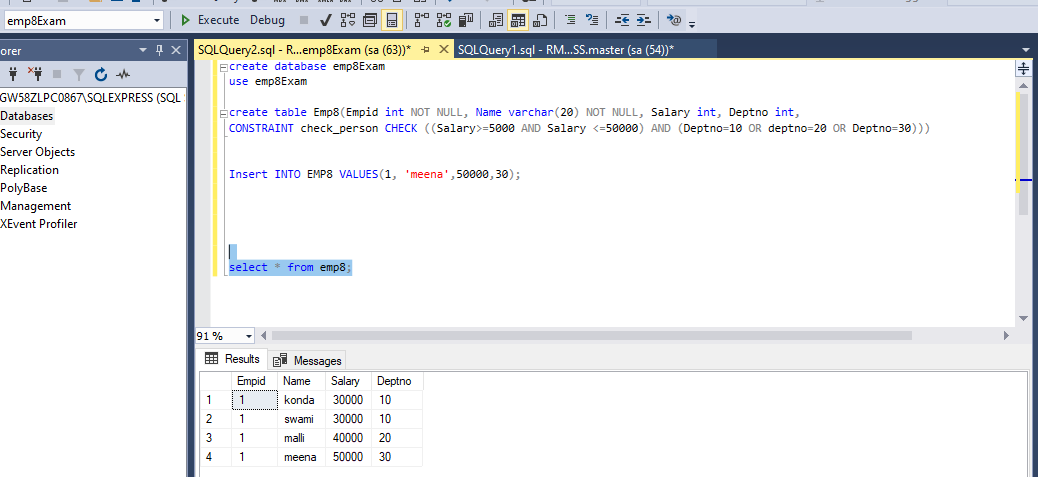 emp8Exam
Execute Debug
SQLQuery2.sql - R...emp8Exam (sa (63))*
SQLQuery1.sql - RM...SS.master (sa (54))*
orer
GW58ZLPC0867\SQLEXPRESS (SQL
Databases
Security
Server Objects
Replication
PolyBase
Management
XEvent Profiler
create database emp8Exam
use emp8Exam
create table Emp8(Empid int NOT NULL, Name varchar(20) NOT NULL, Salary int, Deptno int,
CONSTRAINT check_person CHECK ((Salary>=5000 AND Salary <=50000) AND (Deptno=10 OR deptno=20 OR Deptno=30)))
Insert INTO EMP8 VALUES(1, 'meena',50000,30);
select * from emp8;
91 %
Results Messages
Empid Name Salary Deptno
1 1 konda 30000 10
2 1 swami 30000 10
3 1 malli 40000 20
4 1 meena 50000 30